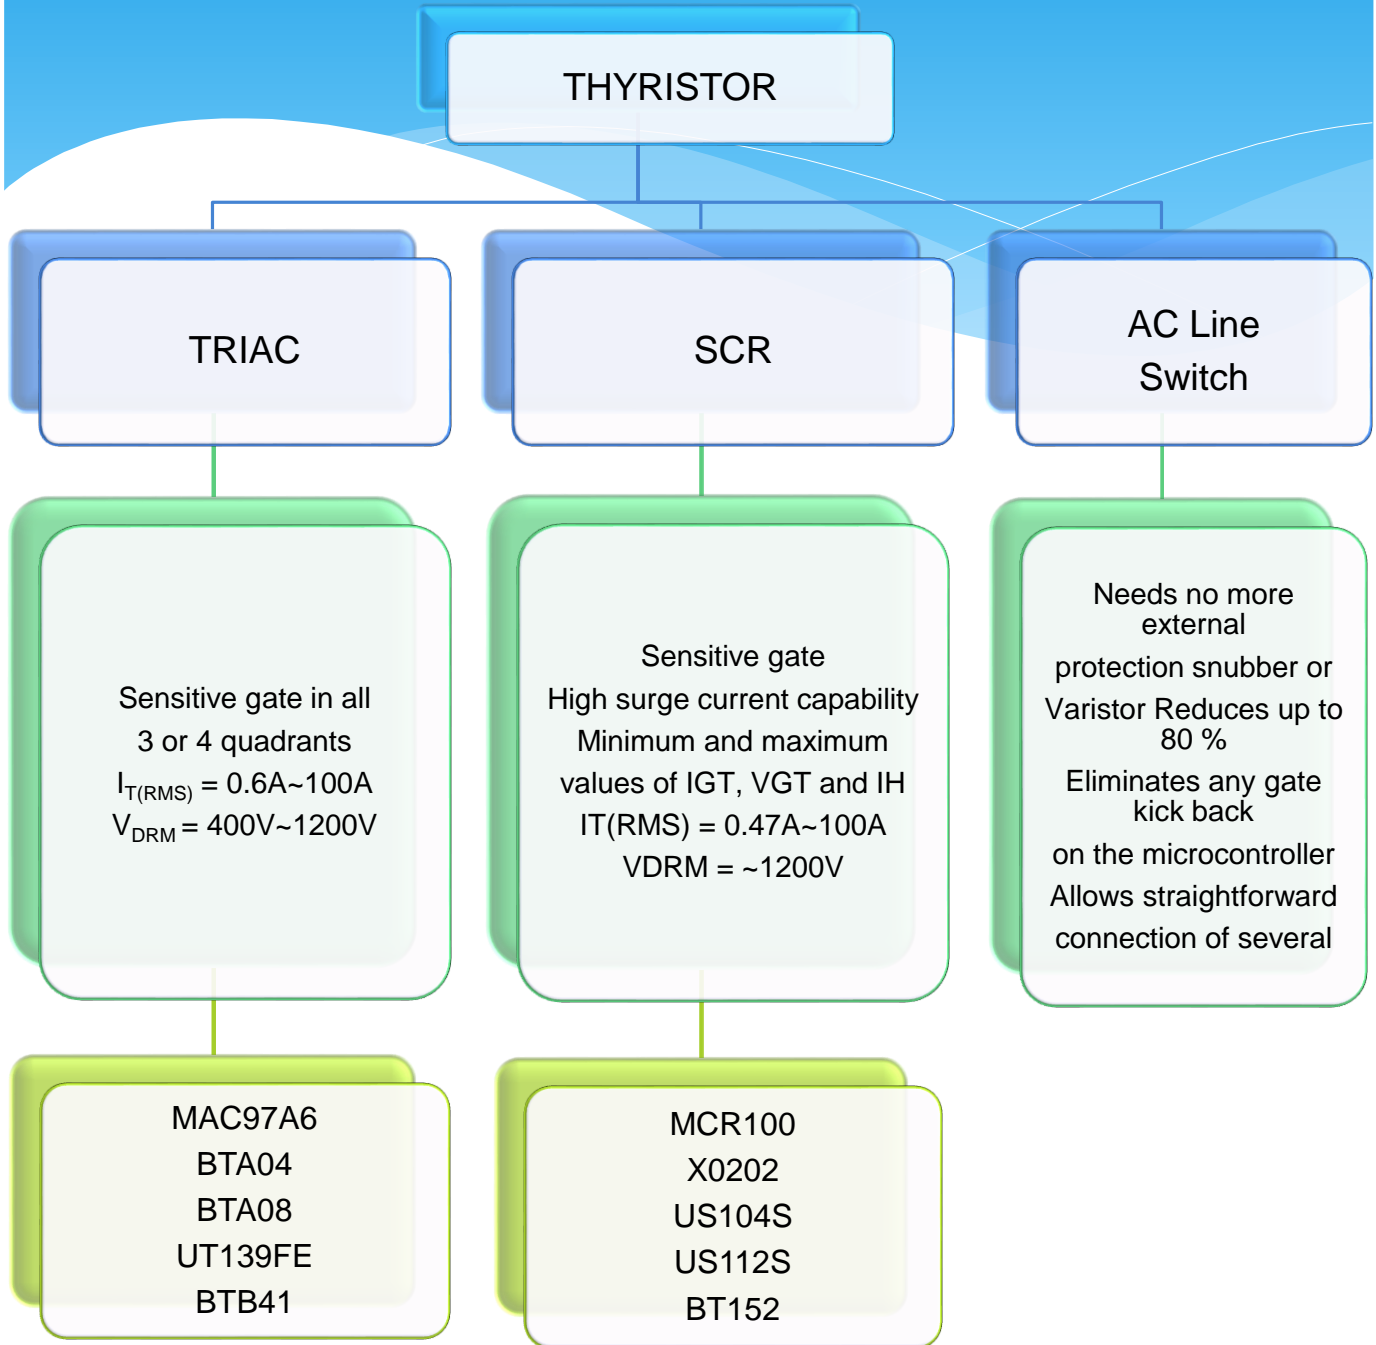 THYRISTOR
TRIAC
SCR
AC Line
Switch
Sensitive gate in all
3 or 4 quadrants
I_T(RMS) = 0.6A~100A
V_DRM = 400V~1200V
Sensitive gate
High surge current capability
Minimum and maximum
values of IGT, VGT and IH
IT(RMS) = 0.47A~100A
VDRM = ~1200V
Needs no more
external
protection snubber or
Varistor Reduces up to
80 %
Eliminates any gate
kick back
on the microcontroller
Allows straightforward
connection of several
MAC97A6
BTA04
BTA08
UT139FE
BTB41
MCR100
X0202
US104S
US112S
BT152